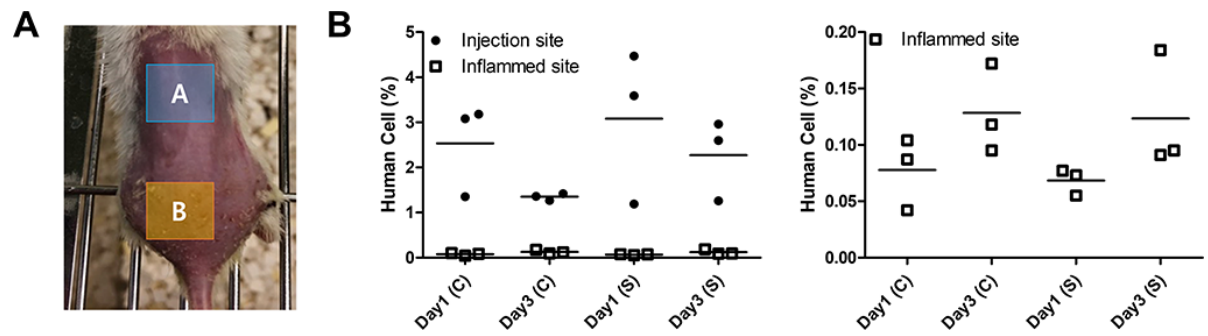 A
A
B
B
Human Cell (%)
5
4
3
2
1
0
Injection site
Inflammed site
Day1 (C)
Day3 (C)
Day1 (S)
Day3 (S)
Human Cell (%)
0.20
0.15
0.10
0.05
0.00
Inflammed site
Day1 (C)
Day3 (C)
Day1 (S)
Day3 (S)